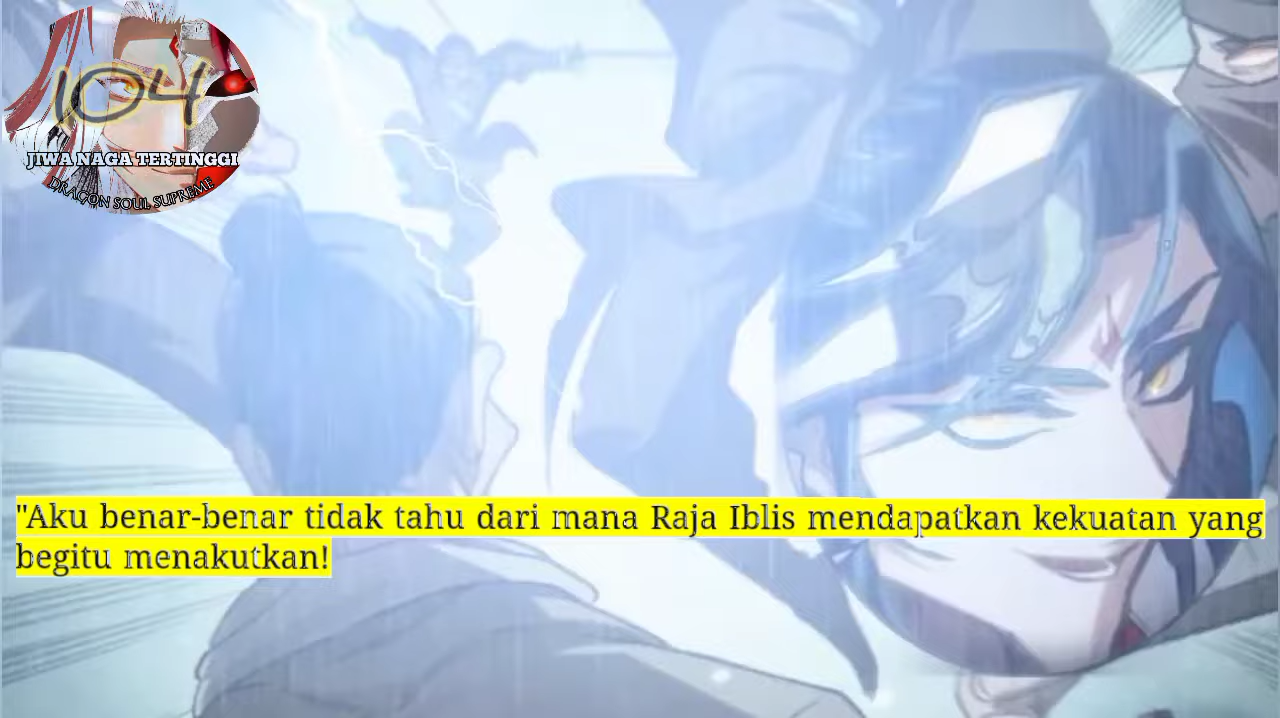 104
JIWA NAGA TERTINGGI
DRAGON SOUL SUPREME
"Aku benar-benar tidak tahu dari mana Raja Iblis mendapatkan kekuatan yang
begitu menakutkan!